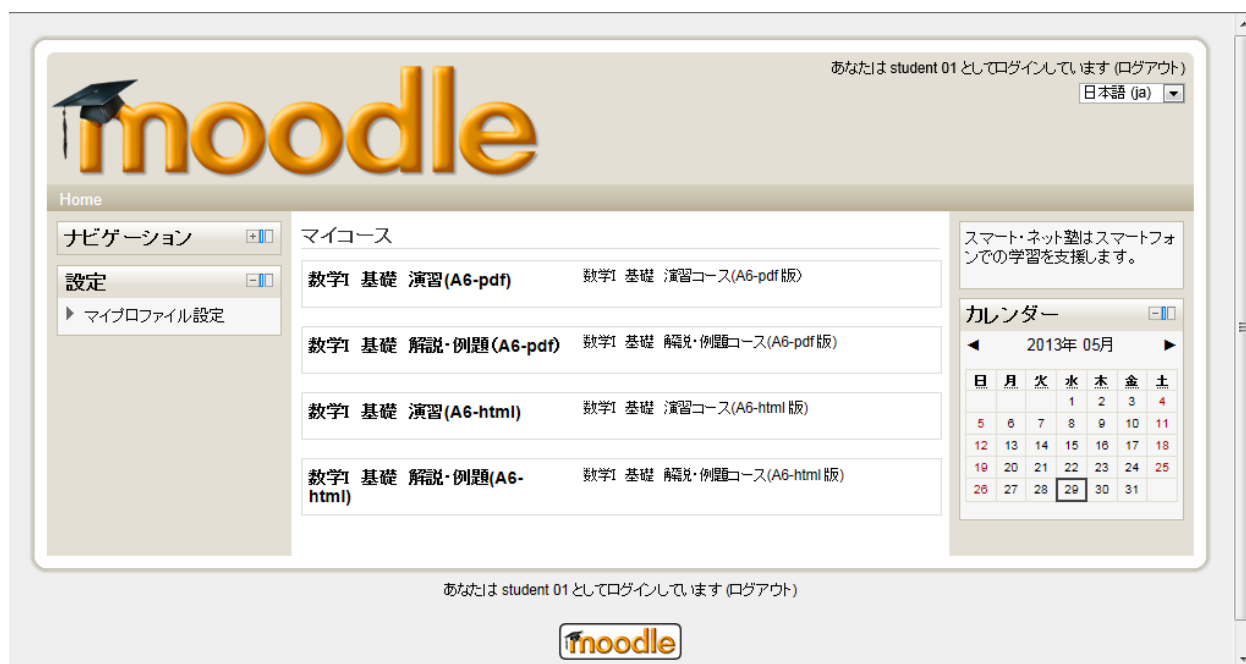 moodle
あなたは student 01 としてログインしています (ログアウト)
日本語 (ja)
Home
ナビゲーション
設定
マイプロファイル設定
マイコース
数学I 基礎 演習(A6-pdf)
数学I 基礎 演習コース(A6-pdf版)
数学I 基礎 解説・例題(A6-pdf)
数学I 基礎 解説・例題コース(A6-pdf版)
数学I 基礎 演習(A6-html)
数学I 基礎 演習コース(A6-html版)
数学I 基礎 解説・例題(A6-
html)
数学I 基礎 解説・例題コース(A6-html版)
スマート・ネット塾はスマートフォ
ンでの学習を支援します。
カレンダー
◄ 2013年 05月 ►
日 月 火 水 木 金 土
1 2 3 4
5 6 7 8 9 10 11
12 13 14 15 16 17 18
19 20 21 22 23 24 25
26 27 28 29 30 31
あなたは student 01 としてログインしています (ログアウト)
moodle